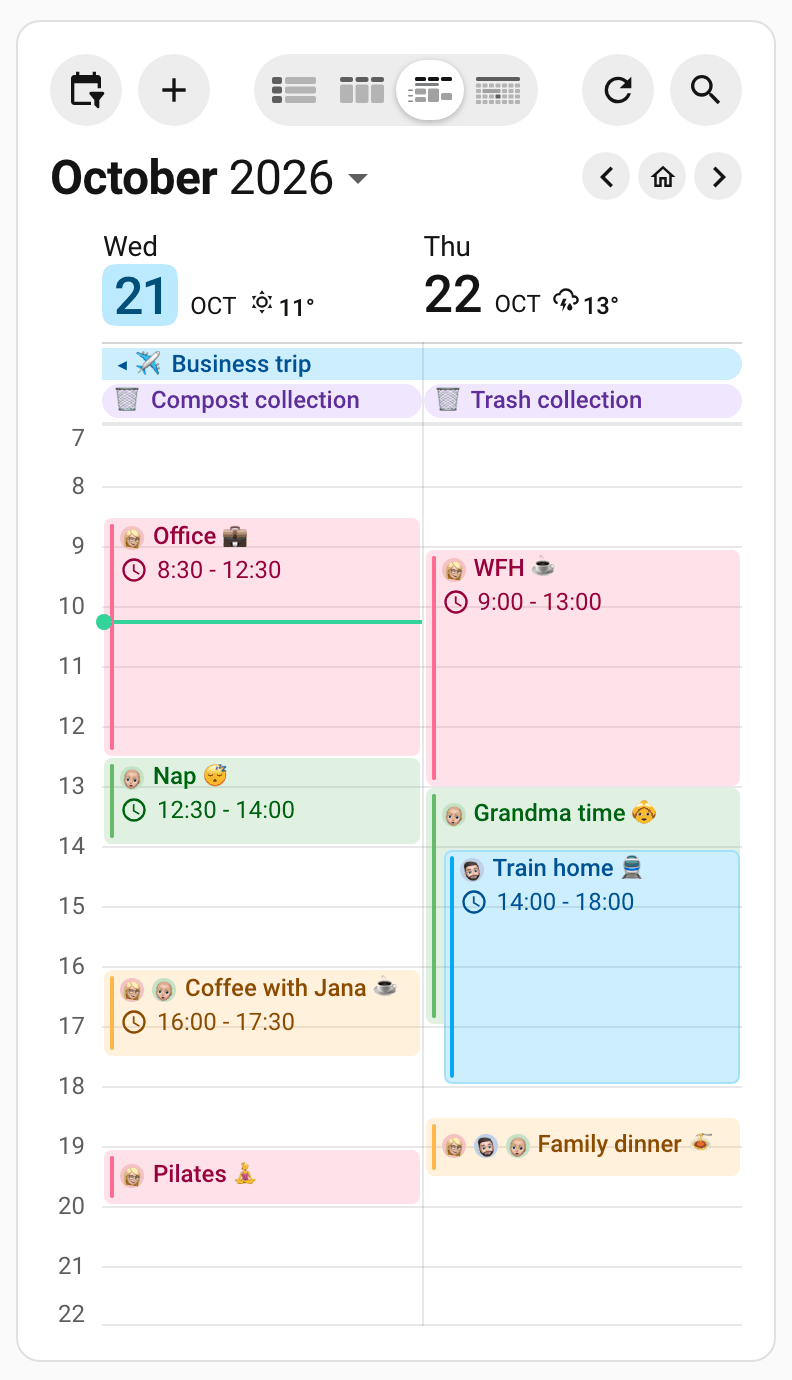 October 2026
Wed
21 OCT 11°
Thu
22 OCT 13°
Business trip
Compost collection
Trash collection
7
8
9
10
11
12
13
14
15
16
17
18
19
20
21
22
Office
8:30 - 12:30
Nap
12:30 - 14:00
Coffee with Jana
16:00 - 17:30
Pilates
WFH
9:00 - 13:00
Grandma time
Train home
14:00 - 18:00
Family dinner